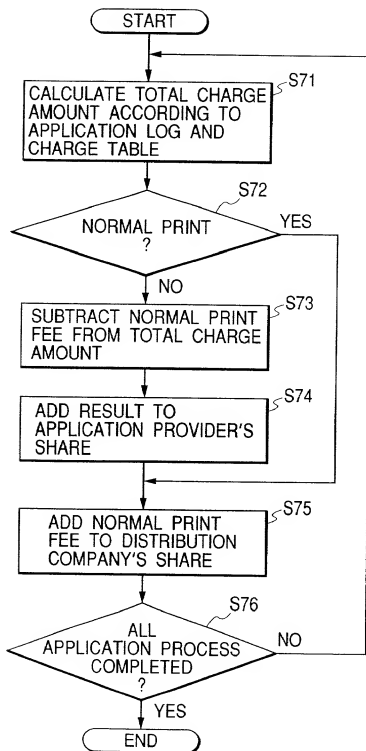 START
S71
CALCULATE TOTAL CHARGE
AMOUNT ACCORDING TO
APPLICATION LOG AND
CHARGE TABLE
S72
NORMAL PRINT
?
YES
NO
S73
SUBTRACT NORMAL PRINT
FEE FROM TOTAL CHARGE
AMOUNT
S74
ADD RESULT TO
APPLICATION PROVIDER'S
SHARE
S75
ADD NORMAL PRINT
FEE TO DISTRIBUTION
COMPANY'S SHARE
S76
ALL
APPLICATION PROCESS
COMPLETED
?
NO
YES
END